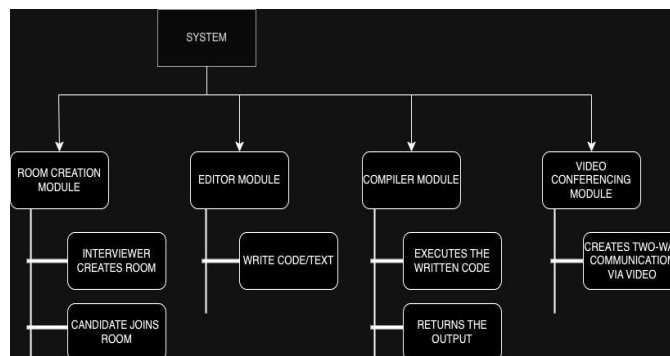 SYSTEM
ROOM CREATION
MODULE
EDITOR MODULE
COMPILER MODULE
VIDEO
CONFERENCING
MODULE
INTERVIEWER
CREATES ROOM
WRITE CODE/TEXT
EXECUTES THE
WRITTEN CODE
CREATES TWO-WA
COMMUNICATION
VIA VIDEO
CANDIDATE JOINS
ROOM
RETURNS THE
OUTPUT